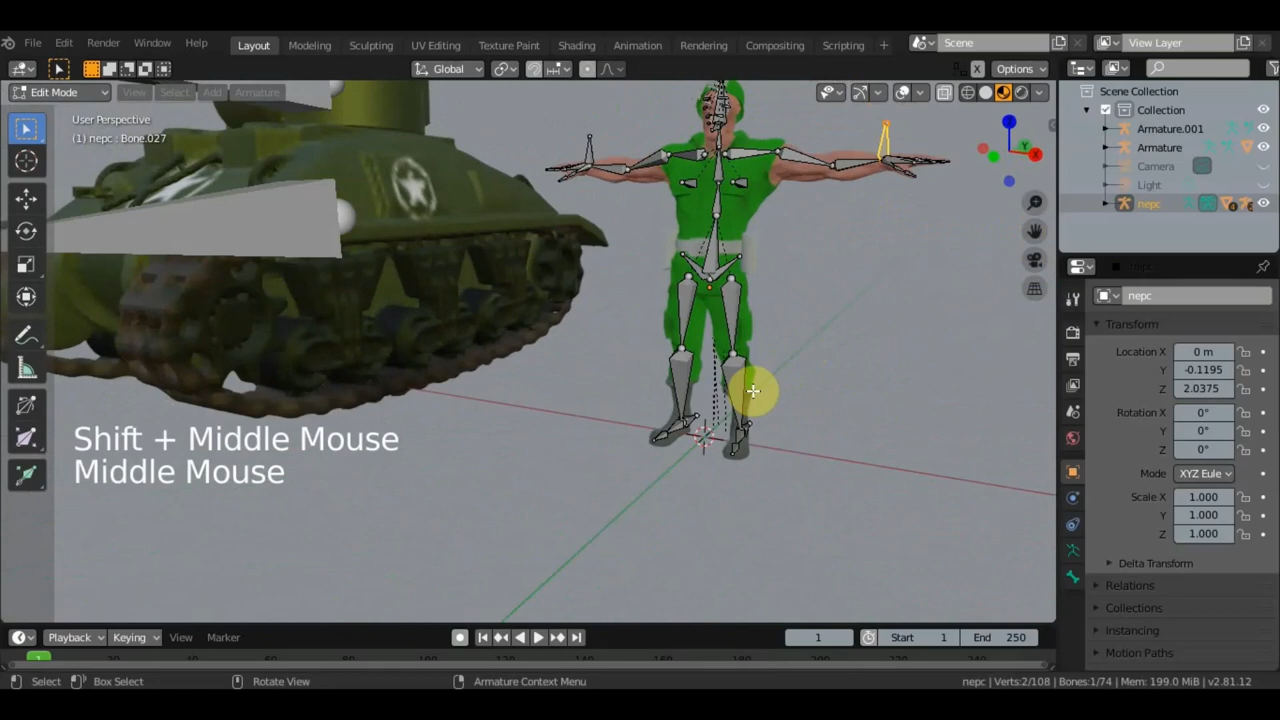 File Edit Render Window Help Layout Modeling Sculpting UV Editing Texture Paint Shading Animation Rendering Compositing Scripting + Scene View Layer
Global X Options
Edit Mode View Select Add Armature
User Perspective
(1) nepc : Bone.027
Z
Y
X
Scene Collection
Collection
Armature.001
Armature
Camera
Light
nepc
nepc
Transform
Location X 0 m
Y -0.1195
Z 2.0375
Rotation X 0°
Y 0°
Z 0°
Mode XYZ Eule
Scale X 1.000
Y 1.000
Z 1.000
Delta Transform
Relations
Collections
Instancing
Motion Paths
Shift + Middle Mouse
Middle Mouse
Playback Keying View Marker 1 Start 1 End 250
1
Select Box Select Rotate View Armature Context Menu nepc | Verts:2/108 | Bones:1/74 | Mem: 199.0 MiB | v2.81.12